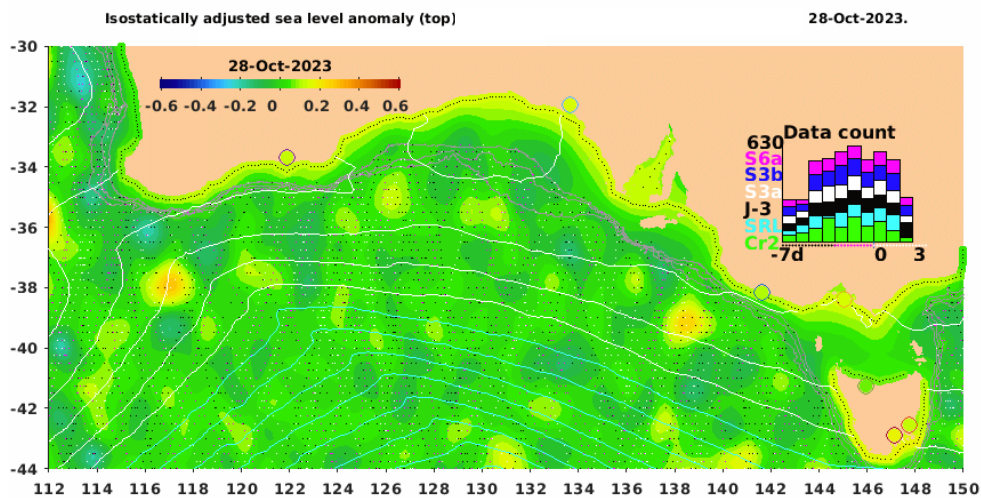 Isostatically adjusted sea level anomaly (top)
28-Oct-2023.
28-Oct-2023
-0.6 -0.4 -0.2 0 0.2 0.4 0.6
Data count
630
S6a
S3b
S3a
J-3
SRL
Cr2
-7d 0 3
-30
-32
-34
-36
-38
-40
-42
-44
112 114 116 118 120 122 124 126 128 130 132 134 136 138 140 142 144 146 148 150